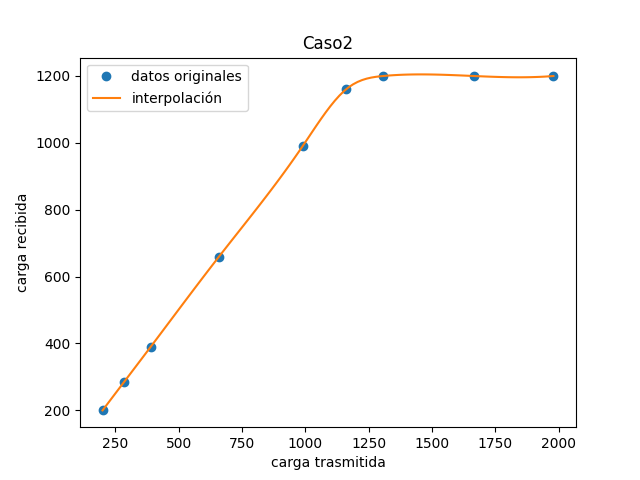 Caso2
datos originales
interpolación
carga recibida
1200
1000
800
600
400
200
250
500
750
1000
1250
1500
1750
2000
carga trasmitida